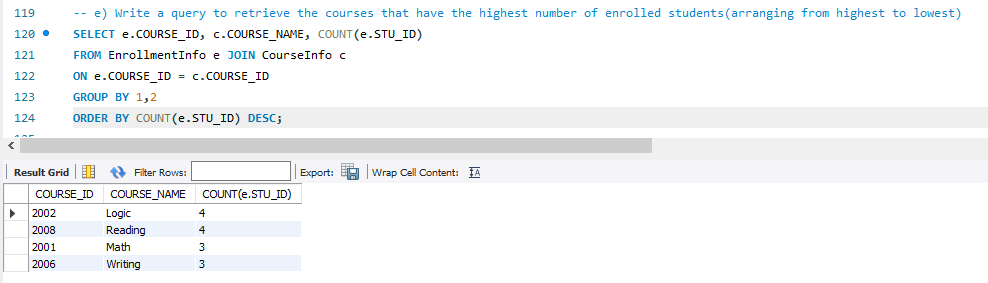 119 -- e) Write a query to retrieve the courses that have the highest number of enrolled students(arranging from highest to lowest)
120 SELECT e.COURSE_ID, c.COURSE_NAME, COUNT(e.STU_ID)
121 FROM EnrollmentInfo e JOIN CourseInfo c
122 ON e.COURSE_ID = c.COURSE_ID
123 GROUP BY 1,2
124 ORDER BY COUNT(e.STU_ID) DESC;
Result Grid Filter Rows: Export: Wrap Cell Content: IA
COURSE_ID COURSE_NAME COUNT(e.STU_ID)
2002 Logic 4
2008 Reading 4
2001 Math 3
2006 Writing 3